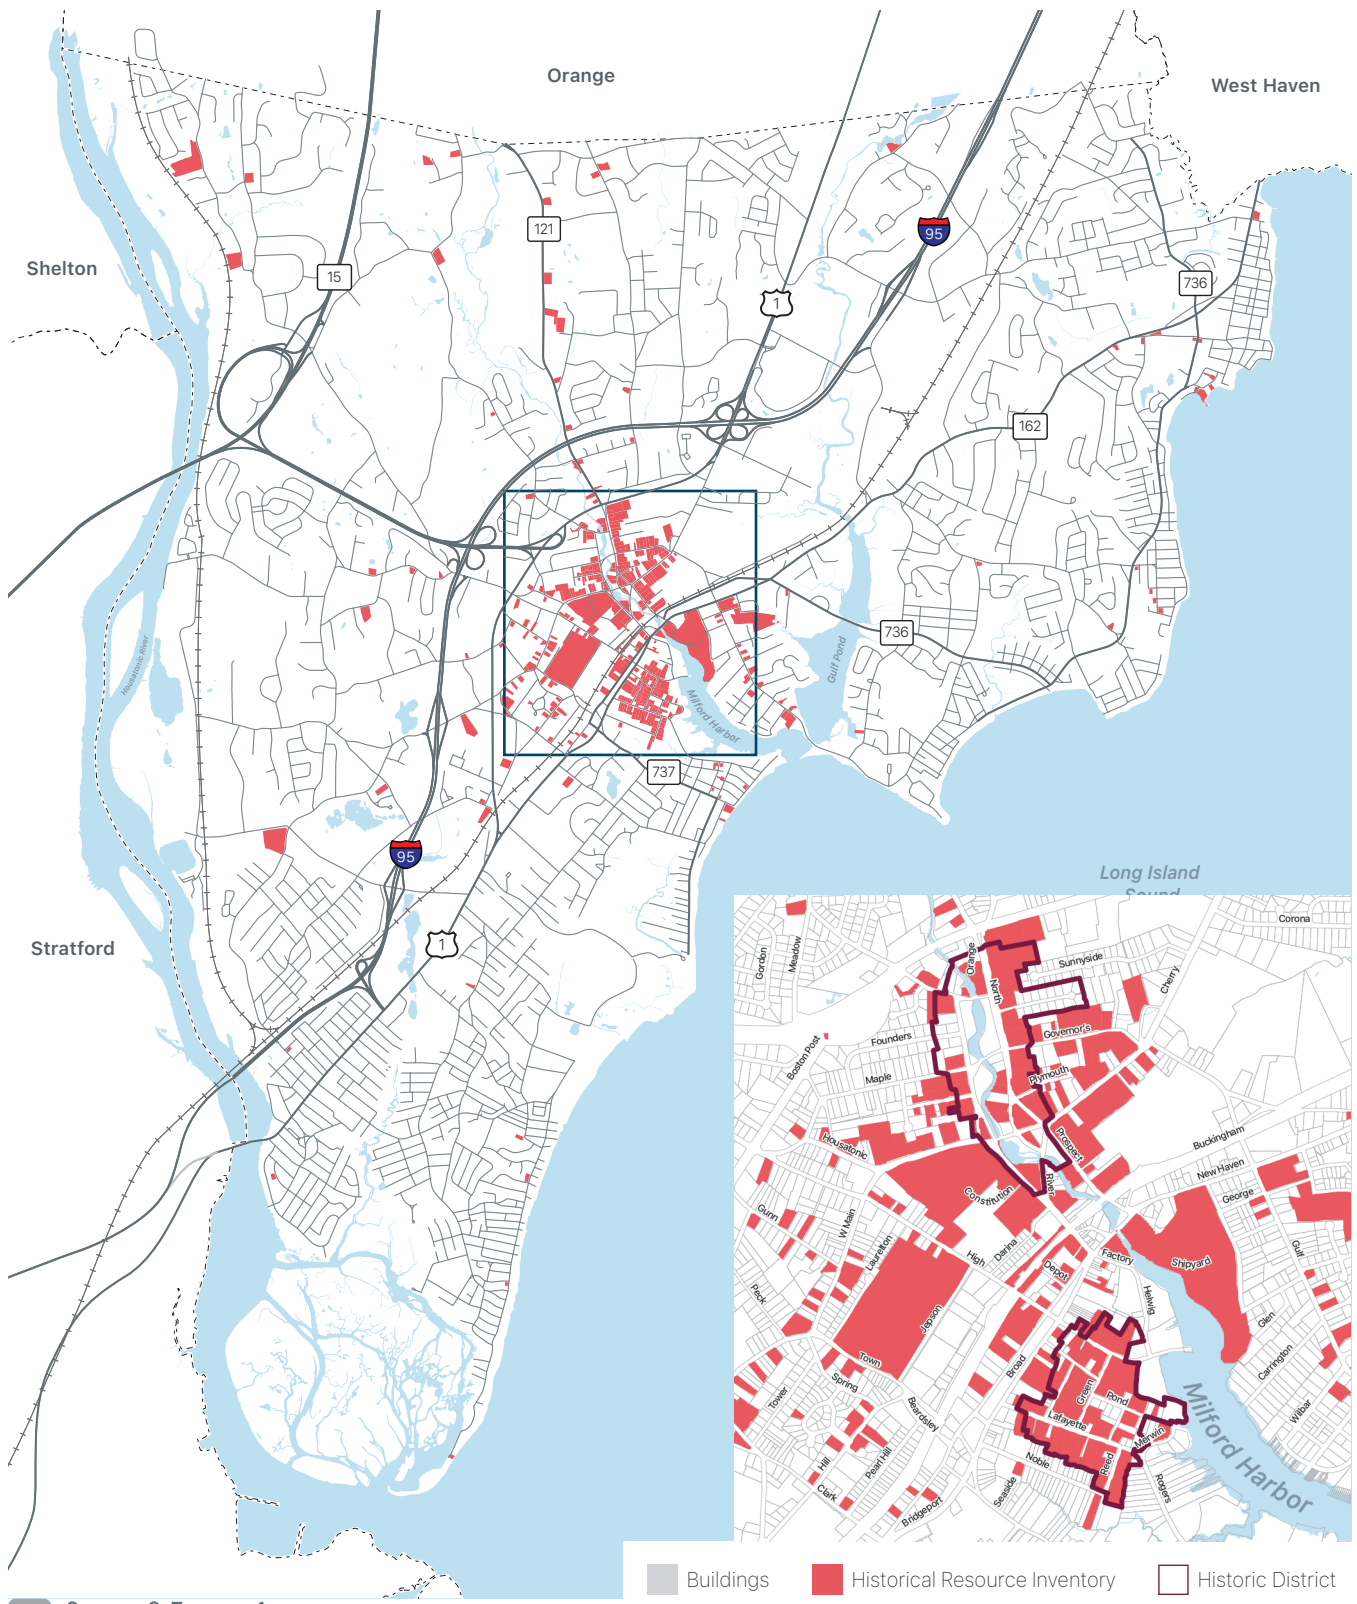 Orange
West Haven
Shelton
121
95
15
1
736
162
Housatonic River
736
Gulf Pond
Milford Harbor
737
95
Long Island
Stratford
1
Corona
Gordon
Meadow
Orange
Sunnyside
North
Cherry
Boston Post
Founders
Governor's
Maple
Plymouth
Housatonic
Prospect
Buckingham
New Haven
Constitution
River
George
Gunn
W Main
Laurelton
High
Darina
Factory
Shipyard
Gulf
Depot
Peck
Jepson
Helwig
Glen
Town
Broad
Carrington
Spring
Green
Pond
Tower
Beardsley
Lafayette
Merwin
Wilbar
Milford Harbor
Hill
Pearl Hill
Noble
Reed
Clark
Seaside
Rogers
Bridgeport
Buildings
Historical Resource Inventory
Historic District